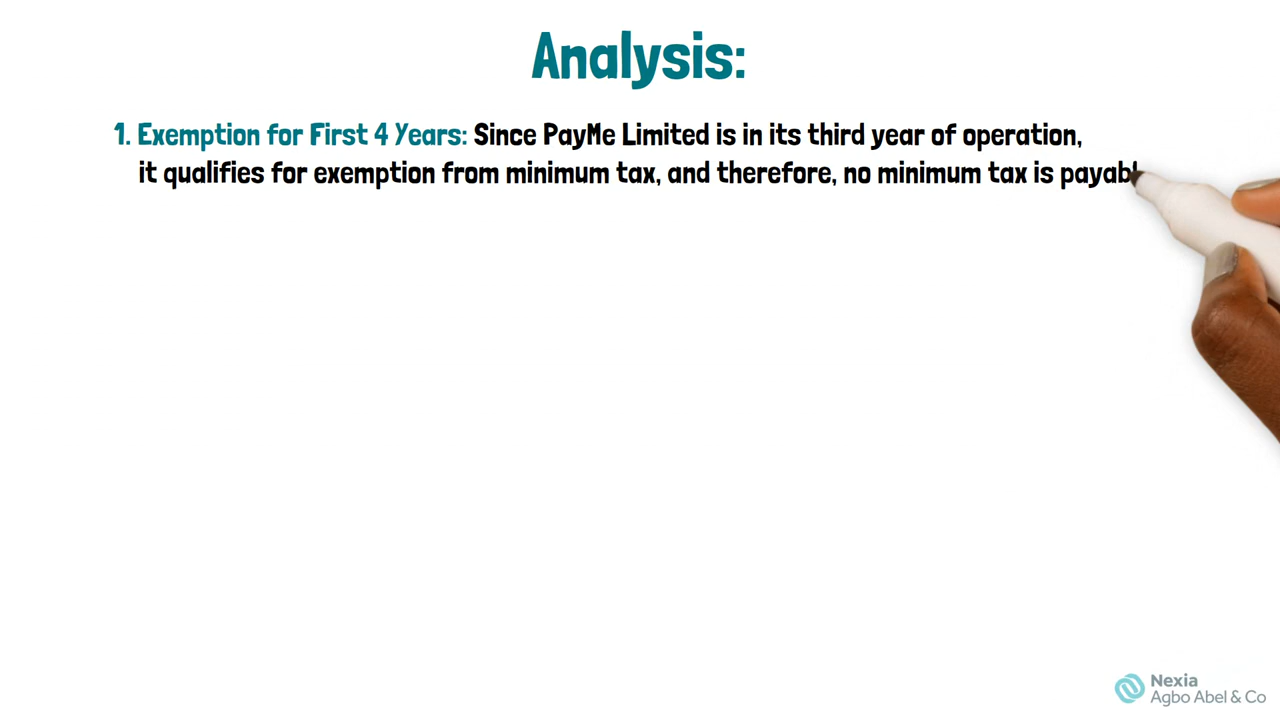 Analysis:
1. Exemption for First 4 Years: Since PayMe Limited is in its third year of operation,
it qualifies for exemption from minimum tax, and therefore, no minimum tax is
Nexia
Agbo Abel & Co